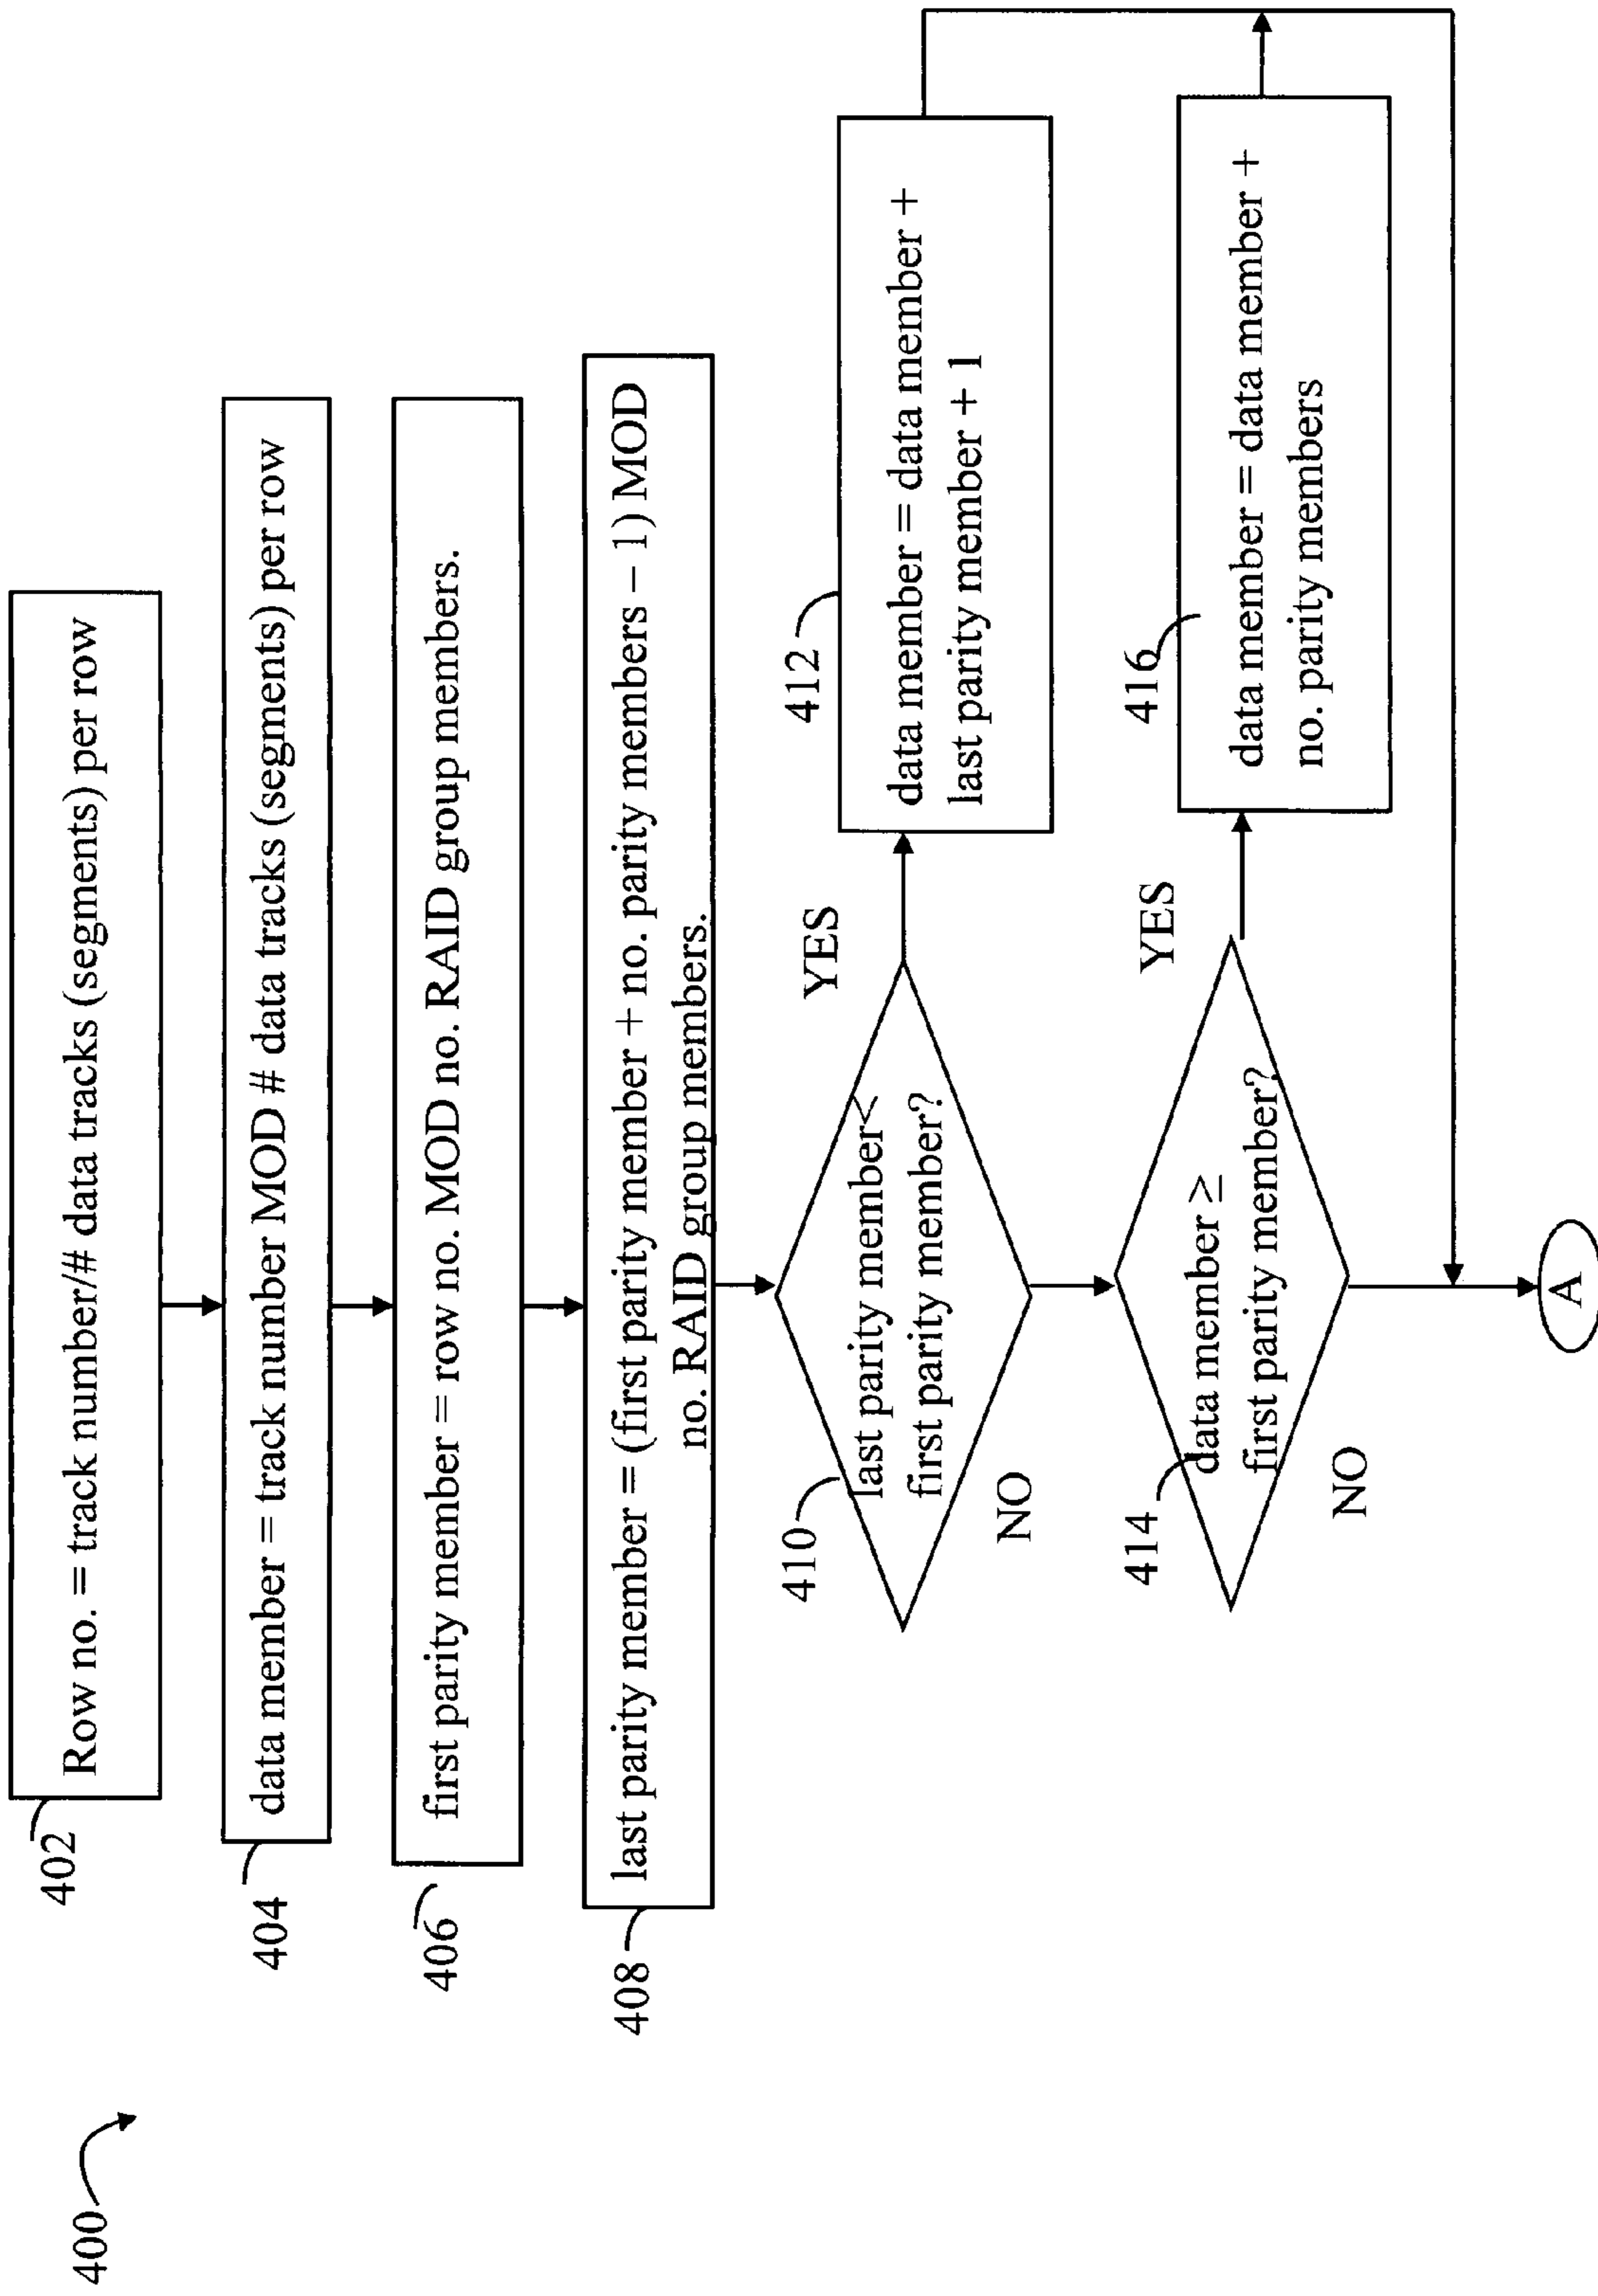 400
402
Row no. = track number/# data tracks (segments) per row
404
data member = track number MOD # data tracks (segments) per row
406
first parity member = row no. MOD no. RAID group members.
408
last parity member = (first parity member + no. parity members – 1) MOD
no. RAID group members.
410
last parity member<
first parity member?
YES
NO
412
data member = data member +
last parity member + 1
414
data member ≥
first parity member?
YES
NO
416
data member = data member +
no. parity members
A